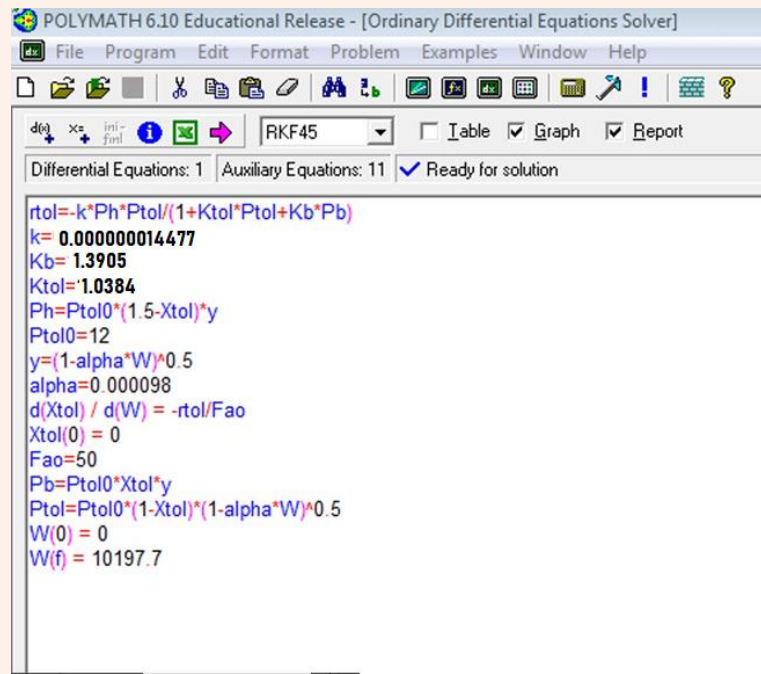 POLYMATH 6.10 Educational Release - [Ordinary Differential Equations Solver]
File Program Edit Format Problem Examples Window Help
d(x) x= ini- finl RKF45 Table Graph Report
Differential Equations: 1 Auxiliary Equations: 11 Ready for solution
rtol=-k*Ph*Ptol/(1+Ktol*Ptol+Kb*Pb)
k= 0.000000014477
Kb= 1.3905
Ktol= 1.0384
Ph=Ptol0*(1.5-Xtol)*y
Ptol0=12
y=(1-alpha*W)^0.5
alpha=0.000098
d(Xtol) / d(W) = -rtol/Fao
Xtol(0) = 0
Fao=50
Pb=Ptol0*Xtol*y
Ptol=Ptol0*(1-Xtol)*(1-alpha*W)^0.5
W(0) = 0
W(f) = 10197.7